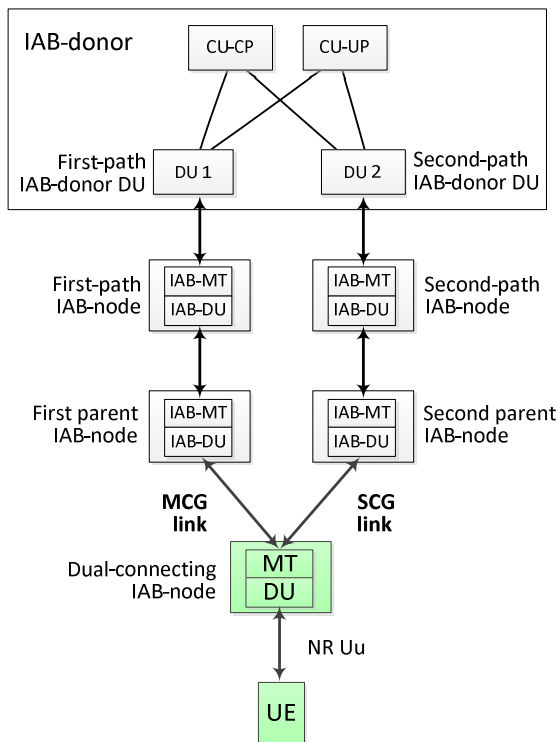 IAB-donor
CU-CP
CU-UP
First-path
IAB-donor DU
DU 1
DU 2
Second-path
IAB-donor DU
First-path
IAB-node
IAB-MT
IAB-DU
IAB-MT
IAB-DU
Second-path
IAB-node
First parent
IAB-node
IAB-MT
IAB-DU
IAB-MT
IAB-DU
Second parent
IAB-node
MCG
link
SCG
link
Dual-connecting
IAB-node
MT
DU
NR Uu
UE